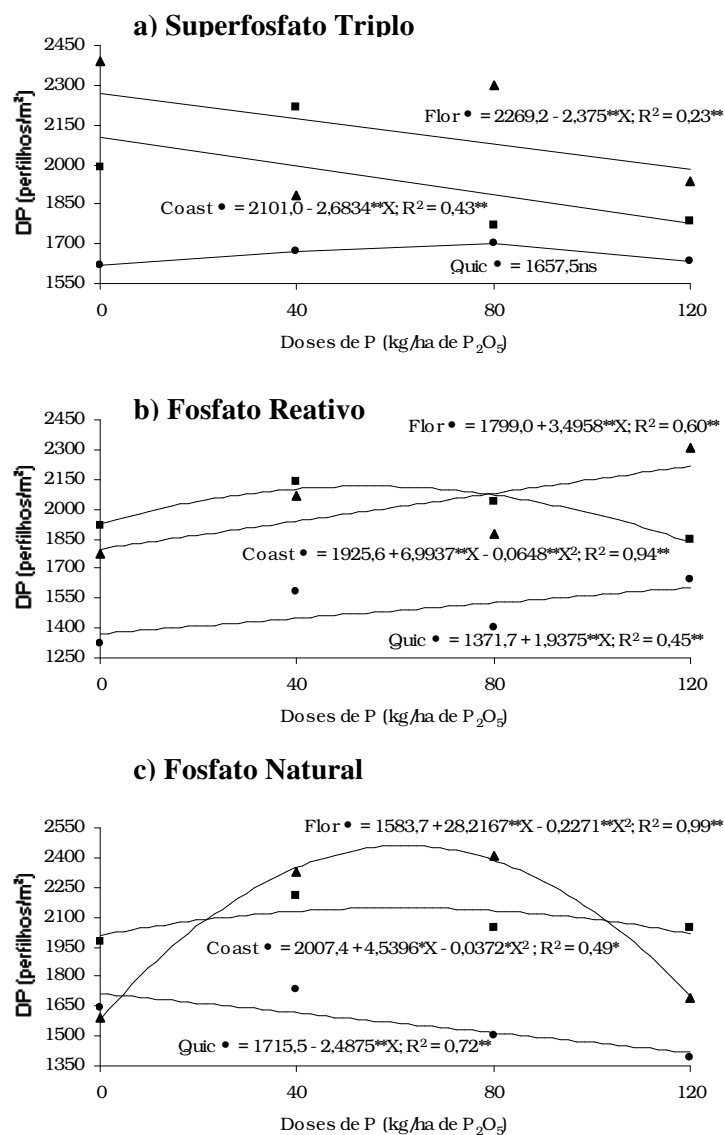 a) Superfosfato Triplo
2450
2300
2150
2000
1850
1700
1550
DP (perfilhos/m²)
Flor • = 2269,2 - 2,375**X; R² = 0,23**
Coast • = 2101,0 - 2,6834**X; R² = 0,43**
Quic • = 1657,5ns
0 40 80 120
Doses de P (kg/ha de P₂O₅)
b) Fosfato Reativo
2450
2300
2150
2000
1850
1700
1550
1400
1250
DP (perfilhos/m²)
Flor • = 1799,0 + 3,4958**X; R² = 0,60**
Coast • = 1925,6 + 6,9937**X - 0,0648**X²; R² = 0,94**
Quic • = 1371,7 + 1,9375**X; R² = 0,45**
0 40 80 120
Doses de P (kg/ha de P₂O₅)
c) Fosfato Natural
2550
2400
2250
2100
1950
1800
1650
1500
1350
DP (perfilhos/m²)
Flor • = 1583,7 + 28,2167**X - 0,2271**X²; R² = 0,99**
Coast • = 2007,4 + 4,5396*X - 0,0372*X² ; R² = 0,49*
Quic • = 1715,5 - 2,4875**X; R² = 0,72**
0 40 80 120
Doses de P (kg/ha de P₂O₅)